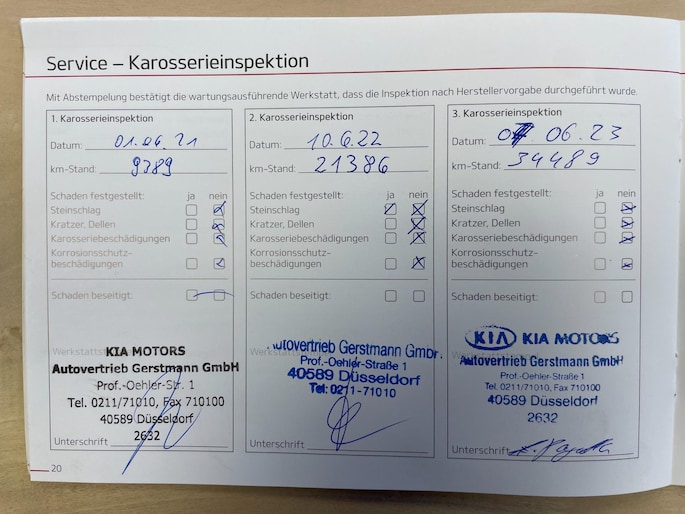 Service – Karosserieinspektion
Mit Abstempelung bestätigt die wartungsausführende Werkstatt, dass die Inspektion nach Herstellervorgabe durchgeführt wurde.
1. Karosserieinspektion
Datum: 01.06.21
km-Stand: 9389
Schaden festgestellt: ja nein
Steinschlag
Kratzer, Dellen
Karosseriebeschädigungen
Korrosionsschutz-
beschädigungen
Schaden beseitigt:
KIA MOTORS
Autovertrieb Gerstmann GmbH
Prof.-Oehler-Str. 1
Tel. 0211/71010, Fax 710100
40589 Düsseldorf
2632
Unterschrift
2. Karosserieinspektion
Datum: 10.6.22
km-Stand: 21386
Schaden festgestellt: ja nein
Steinschlag
Kratzer, Dellen
Karosseriebeschädigungen
Korrosionsschutz-
beschädigungen
Schaden beseitigt:
utovertrieb Gerstmann Gmbr.
Prof.-Oehler-Straße 1
40589 Düsseldorf
Tel: 0211-71010
Unterschrift
3. Karosserieinspektion
Datum: 06.23
km-Stand: 34489
Schaden festgestellt: ja nein
Steinschlag
Kratzer, Dellen
Karosseriebeschädigungen
Korrosionsschutz-
beschädigungen
Schaden beseitigt:
KIA KIA MOTORS
Autovertrieb Gerstmann GmbH
Prof.-Oehler-Straße 1
Tel. 0211/71010, Fax 710100
40589 Düsseldorf
2632
Unterschrift
20